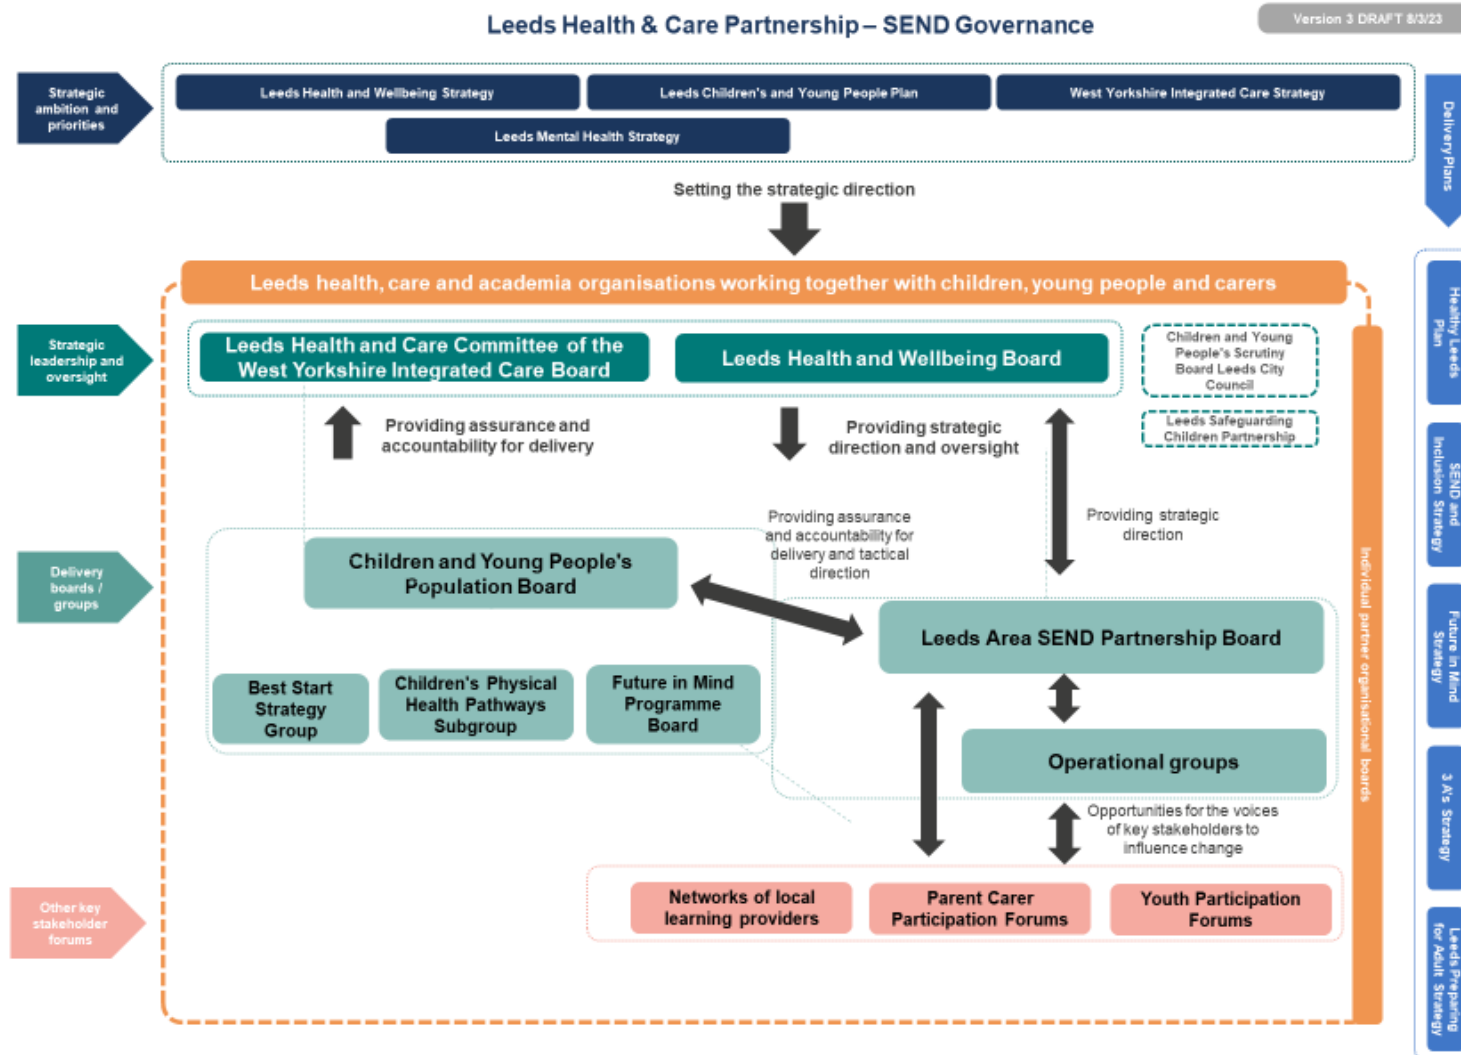 Leeds Health & Care Partnership – SEND Governance
Version 3 DRAFT 8/3/23
Strategic
ambition and
priorities
Leeds Health and Wellbeing Strategy
Leeds Children's and Young People Plan
West Yorkshire Integrated Care Strategy
Leeds Mental Health Strategy
Delivery Plans
Setting the strategic direction
Leeds health, care and academia organisations working together with children, young people and carers
Strategic
leadership and
oversight
Leeds Health and Care Committee of the
West Yorkshire Integrated Care Board
Leeds Health and Wellbeing Board
Children and Young
People's Scrutiny
Board Leeds City
Council
Leeds Safeguarding
Children Partnership
Providing assurance and
accountability for delivery
Providing strategic
direction and oversight
Providing assurance
and accountability for
delivery and tactical
direction
Providing strategic
direction
Delivery
boards /
groups
Children and Young People's
Population Board
Leeds Area SEND Partnership Board
Best Start
Strategy
Group
Children's Physical
Health Pathways
Subgroup
Future in Mind
Programme
Board
Operational groups
Opportunities for the voices
of key stakeholders to
influence change
Other key
stakeholder
forums
Networks of local
learning providers
Parent Carer
Participation Forums
Youth Participation
Forums
Individual partner organisational boards
Healthy Leeds
Plan
SEND and
Inclusion Strategy
Future in Mind
Strategy
3 A's Strategy
Leeds Preparing
for Adult Strategy